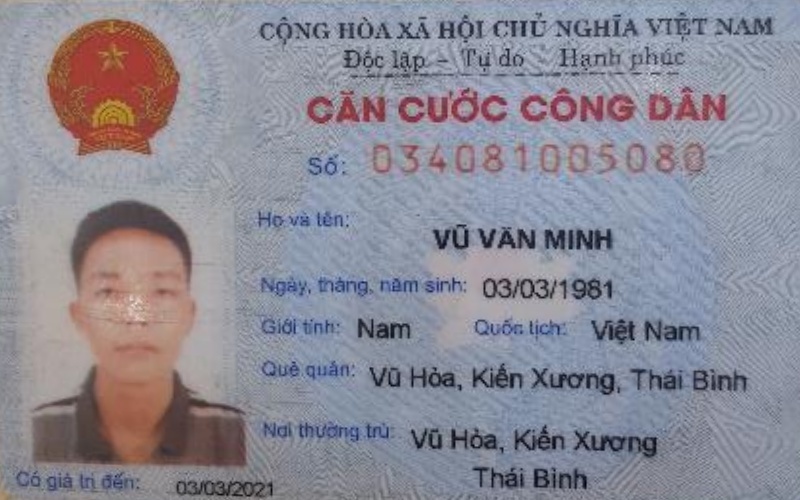 CỘNG HÒA XÃ HỘI CHỦ NGHĨA VIỆT NAM
Độc lập - Tự do - Hạnh phúc
CĂN CƯỚC CÔNG DÂN
Số: 034081005080
Họ và tên:
VŨ VĂN MINH
Ngày, tháng, năm sinh: 03/03/1981
Giới tính: Nam Quốc tịch: Việt Nam
Quê quán: Vũ Hòa, Kiến Xương, Thái Bình
Nơi thường trú: Vũ Hòa, Kiến Xương
Thái Bình
Có giá trị đến: 03/03/2021